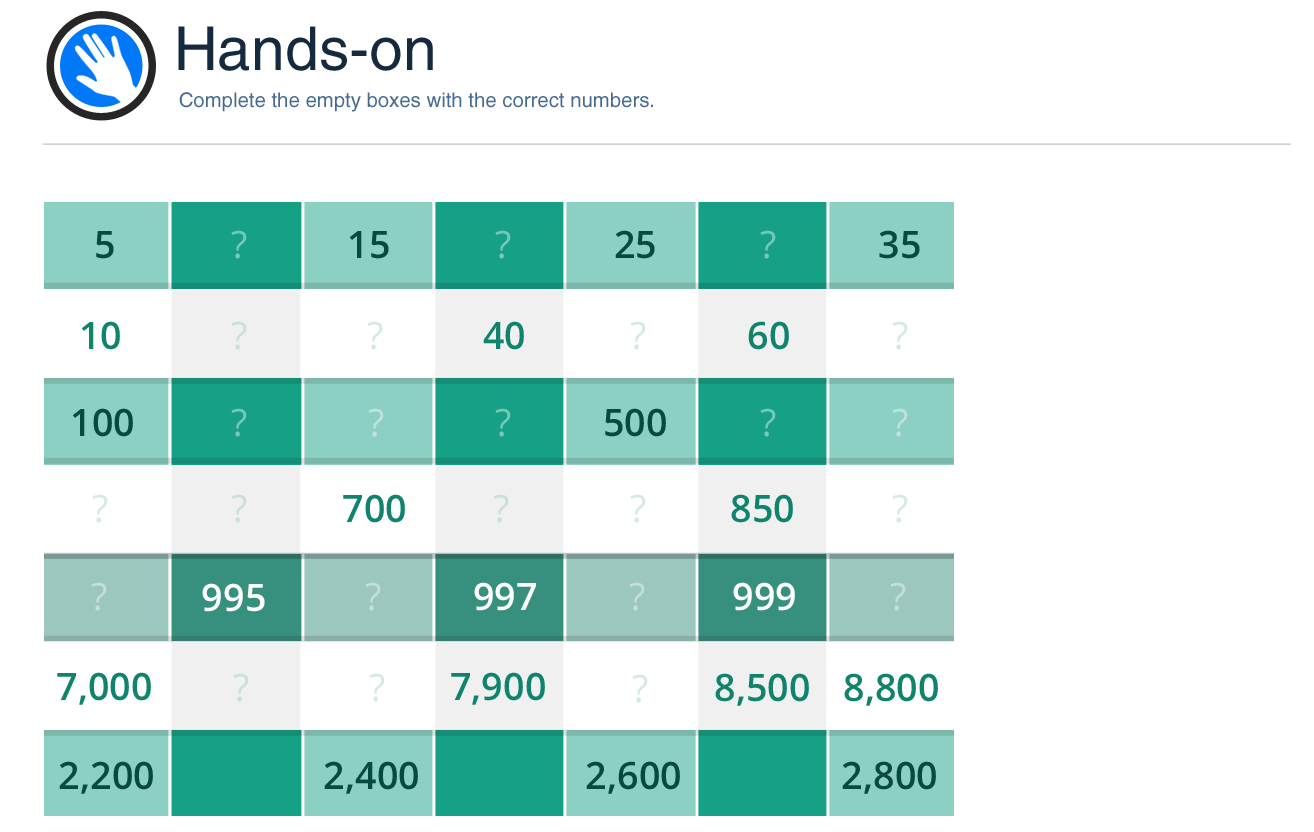 Hands-on
Complete the empty boxes with the correct numbers.
5 ? 15 ? 25 ? 35
10 ? ? 40 ? 60 ?
100 ? ? ? 500 ? ?
? ? 700 ? ? 850 ?
? 995 ? 997 ? 999 ?
7,000 ? ? 7,900 ? 8,500 8,800
2,200 2,400 2,600 2,800